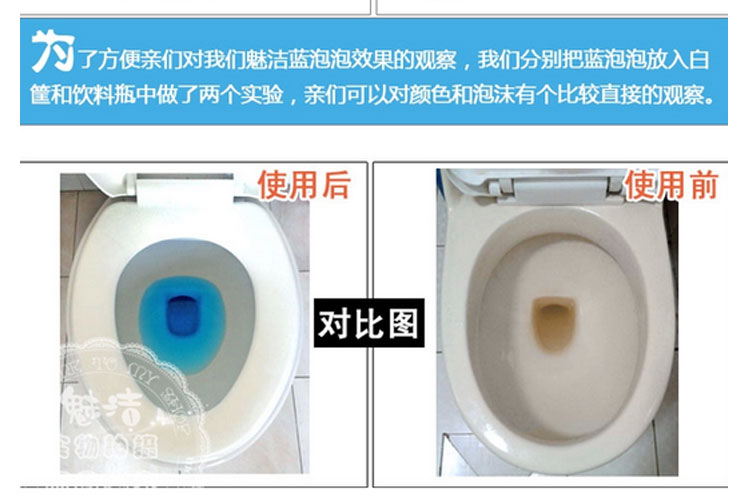 为了方便亲们对我们魅洁蓝泡泡效果的观察，我们分别把蓝泡泡放入白
筐和饮料瓶中做了两个实验，亲们可以对颜色和泡沫有个比较直接的观察。
使用后
使用前
对比图
魅洁
实物拍摄